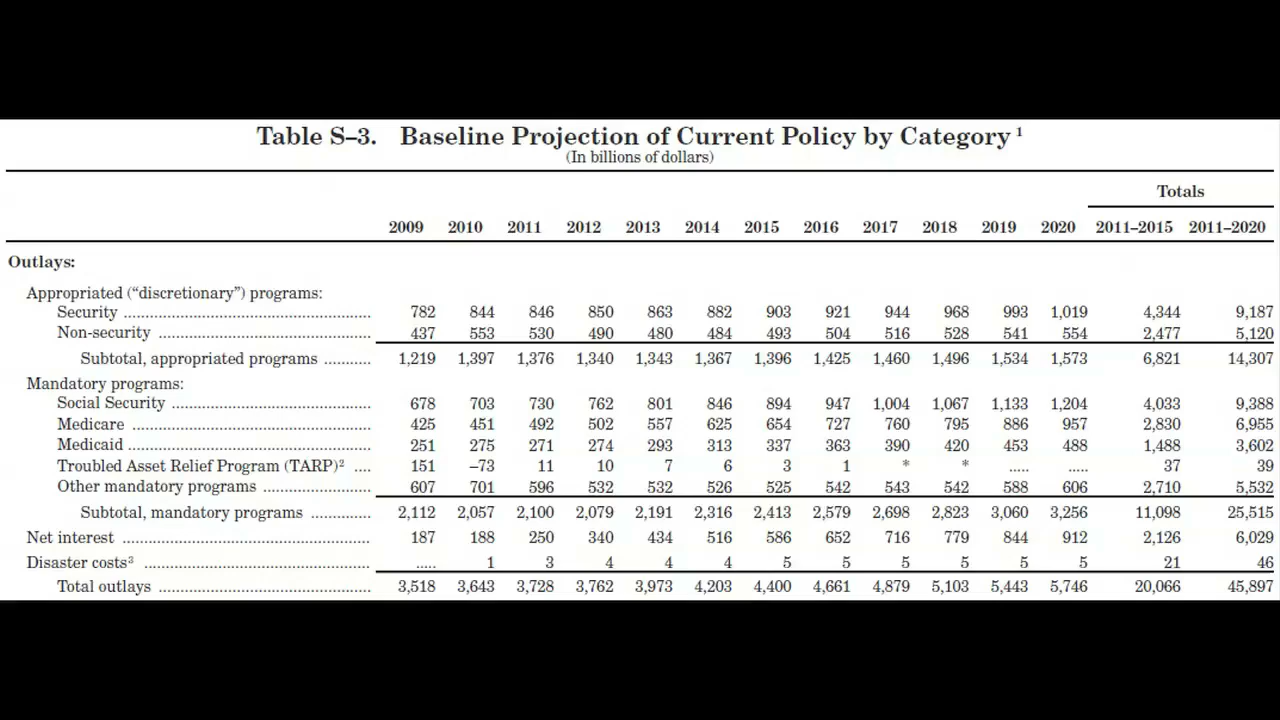 Table S–3. Baseline Projection of Current Policy by Category 1
(In billions of dollars)
Totals
2009 2010 2011 2012 2013 2014 2015 2016 2017 2018 2019 2020 2011–2015 2011–2020
Outlays:
Appropriated (“discretionary”) programs:
Security ........................................................ 782 844 846 850 863 882 903 921 944 968 993 1,019 4,344 9,187
Non-security ................................................ 437 553 530 490 480 484 493 504 516 528 541 554 2,477 5,120
Subtotal, appropriated programs ........... 1,219 1,397 1,376 1,340 1,343 1,367 1,396 1,425 1,460 1,496 1,534 1,573 6,821 14,307
Mandatory programs:
Social Security ............................................. 678 703 730 762 801 846 894 947 1,004 1,067 1,133 1,204 4,033 9,388
Medicare ...................................................... 425 451 492 502 557 625 654 727 760 795 886 957 2,830 6,955
Medicaid ....................................................... 251 275 271 274 293 313 337 363 390 420 453 488 1,488 3,602
Troubled Asset Relief Program (TARP)2 .... 151 –73 11 10 7 6 3 1 * * ..... ..... 37 39
Other mandatory programs ........................ 607 701 596 532 532 526 525 542 543 542 588 606 2,710 5,532
Subtotal, mandatory programs .............. 2,112 2,057 2,100 2,079 2,191 2,316 2,413 2,579 2,698 2,823 3,060 3,256 11,098 25,515
Net interest ........................................................ 187 188 250 340 434 516 586 652 716 779 844 912 2,126 6,029
Disaster costs3 ................................................... ..... 1 3 4 4 4 5 5 5 5 5 5 21 46
Total outlays ................................................ 3,518 3,643 3,728 3,762 3,973 4,203 4,400 4,661 4,879 5,103 5,443 5,746 20,066 45,897